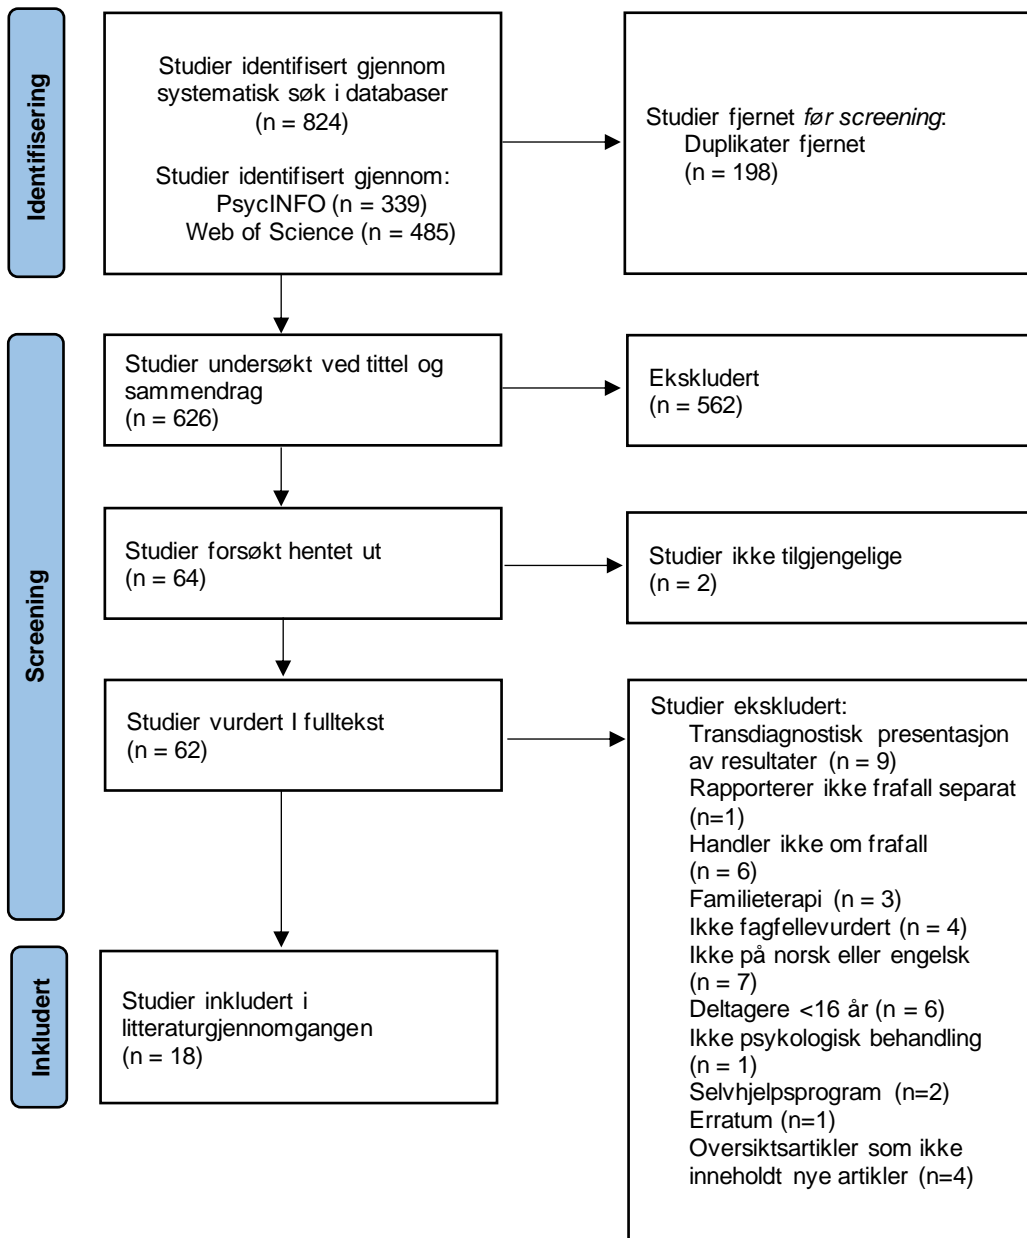 Identifisering
Studier identifisert gjennom
systematisk søk i databaser
(n = 824)
Studier identifisert gjennom:
PsycINFO (n = 339)
Web of Science (n = 485)
Studier fjernet før screening:
Duplikater fjernet
(n = 198)
Screening
Studier undersøkt ved tittel og
sammendrag
(n = 626)
Ekskludert
(n = 562)
Studier forsøkt hentet ut
(n = 64)
Studier ikke tilgjengelige
(n = 2)
Studier vurdert I fulltekst
(n = 62)
Studier ekskludert:
Transdiagnostisk presentasjon
av resultater (n = 9)
Rapporterer ikke frafall separat
(n=1)
Handler ikke om frafall
(n = 6)
Familieterapi (n = 3)
Ikke fagfellevurdert (n = 4)
Ikke på norsk eller engelsk
(n = 7)
Deltagere <16 år (n = 6)
Ikke psykologisk behandling
(n = 1)
Selvhjelpsprogram (n=2)
Erratum (n=1)
Oversiktsartikler som ikke
inneholdt nye artikler (n=4)
Inkludert
Studier inkludert i
litteraturgjennomgangen
(n = 18)